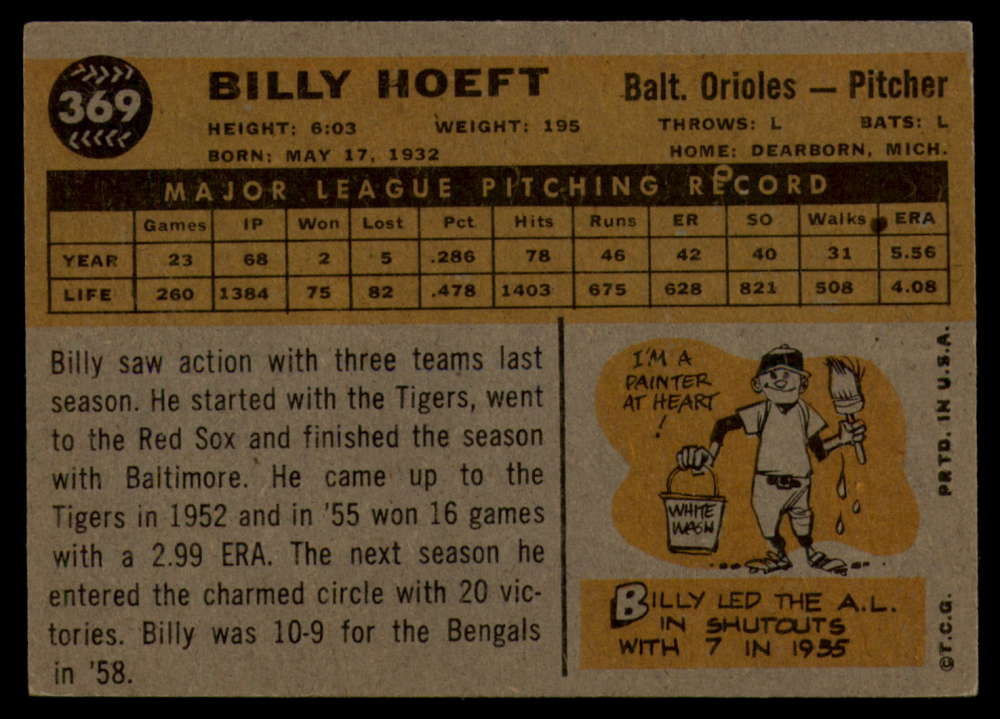 369
BILLY HOEFT
Balt. Orioles — Pitcher
HEIGHT: 6:03 WEIGHT: 195 THROWS: L BATS: L
BORN: MAY 17, 1932 HOME: DEARBORN, MICH.
MAJOR LEAGUE PITCHING RECORD
Games IP Won Lost Pct Hits Runs ER SO Walks ERA
YEAR 23 68 2 5 .286 78 46 42 40 31 5.56
LIFE 260 1384 75 82 .478 1403 675 628 821 508 4.08
Billy saw action with three teams last
season. He started with the Tigers, went
to the Red Sox and finished the season
with Baltimore. He came up to the
Tigers in 1952 and in '55 won 16 games
with a 2.99 ERA. The next season he
entered the charmed circle with 20 vic-
tories. Billy was 10-9 for the Bengals
in '58.
I'M A
PAINTER
AT HEART
!
WHITE
WASH
BILLY LED THE A.L.
IN SHUTOUTS
WITH 7 IN 1955
©T.C.G. PRTD. IN U.S.A.